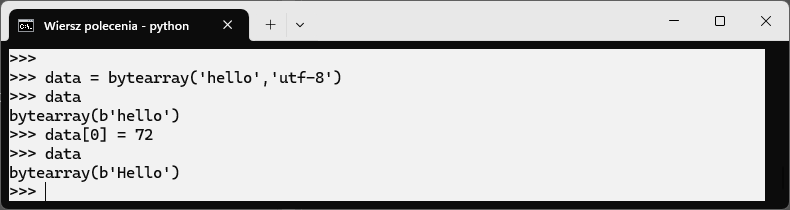 Wiersz polecenia - python
>>>
>>> data = bytearray('hello','utf-8')
>>> data
bytearray(b'hello')
>>> data[0] = 72
>>> data
bytearray(b'Hello')
>>>